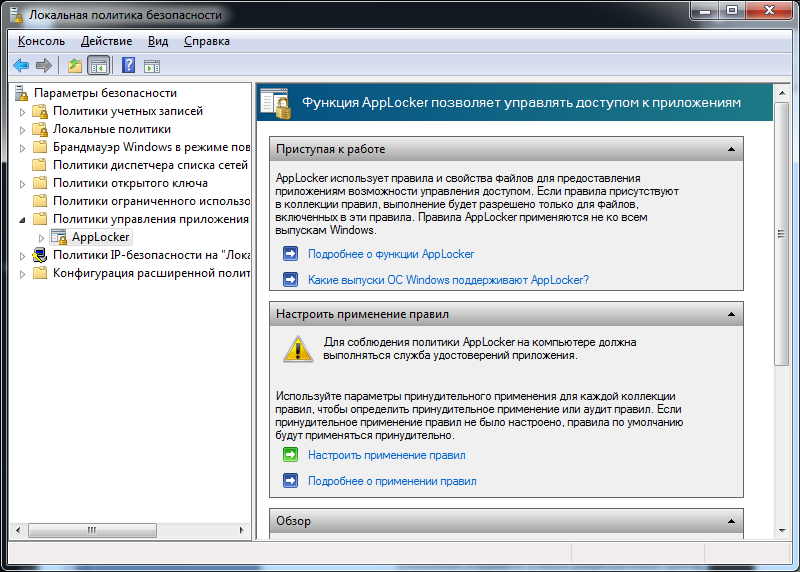 Локальная политика безопасности
Консоль Действие Вид Справка
Параметры безопасности
Политики учетных записей
Локальные политики
Брандмауэр Windows в режиме пов
Политики диспетчера списка сетей
Политики открытого ключа
Политики ограниченного использо
Политики управления приложения
AppLocker
Политики IP-безопасности на "Лока
Конфигурация расширенной полит
Функция AppLocker позволяет управлять доступом к приложениям
Приступая к работе
AppLocker использует правила и свойства файлов для предоставления
приложениям возможности управления доступом. Если правила присутствуют
в коллекции правил, выполнение будет разрешено только для файлов,
включенных в эти правила. Правила AppLocker применяются не ко всем
выпускам Windows.
Подробнее о функции AppLocker
Какие выпуски ОС Windows поддерживают AppLocker?
Настроить применение правил
Для соблюдения политики AppLocker на компьютере должна
выполняться служба удостоверений приложения.
Используйте параметры принудительного применения для каждой коллекции
правил, чтобы определить принудительное применение или аудит правил. Если
принудительное применение правил не было настроено, правила по умолчанию
будут применяться принудительно.
Настроить применение правил
Подробнее о применении правил
Обзор